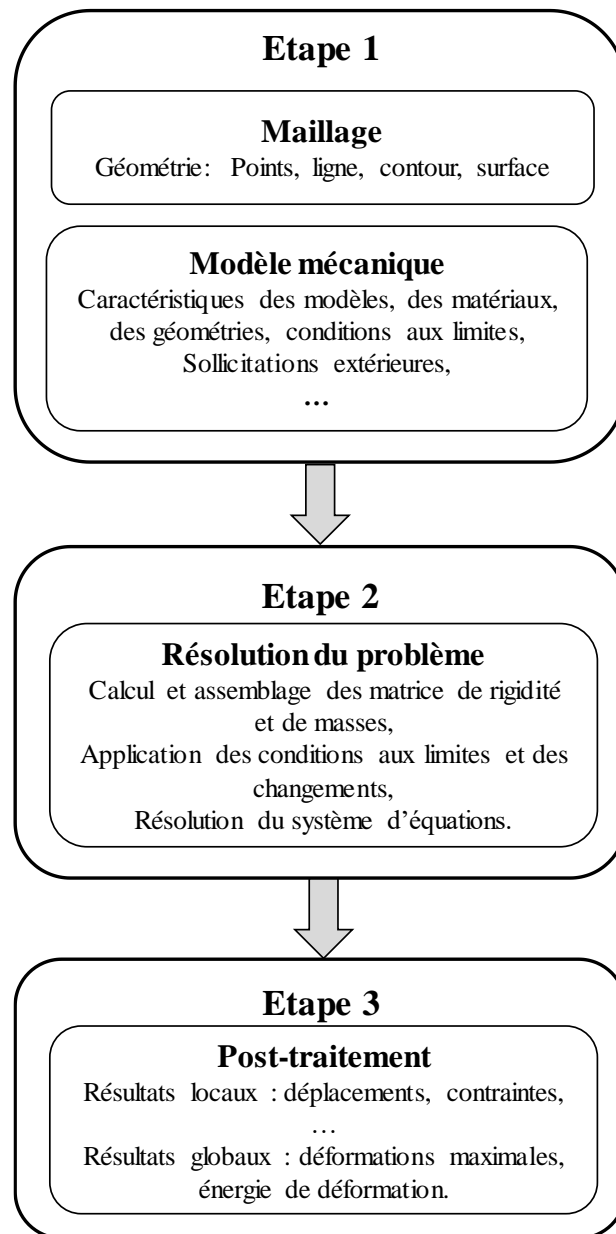 Etape 1
Maillage
Géométrie: Points, ligne, contour, surface
Modèle mécanique
Caractéristiques des modèles, des matériaux,
des géométries, conditions aux limites,
Sollicitations extérieures,
…
Etape 2
Résolution du problème
Calcul et assemblage des matrice de rigidité
et de masses,
Application des conditions aux limites et des
changements,
Résolution du système d’équations.
Etape 3
Post-traitement
Résultats locaux : déplacements, contraintes,
…
Résultats globaux : déformations maximales,
énergie de déformation.